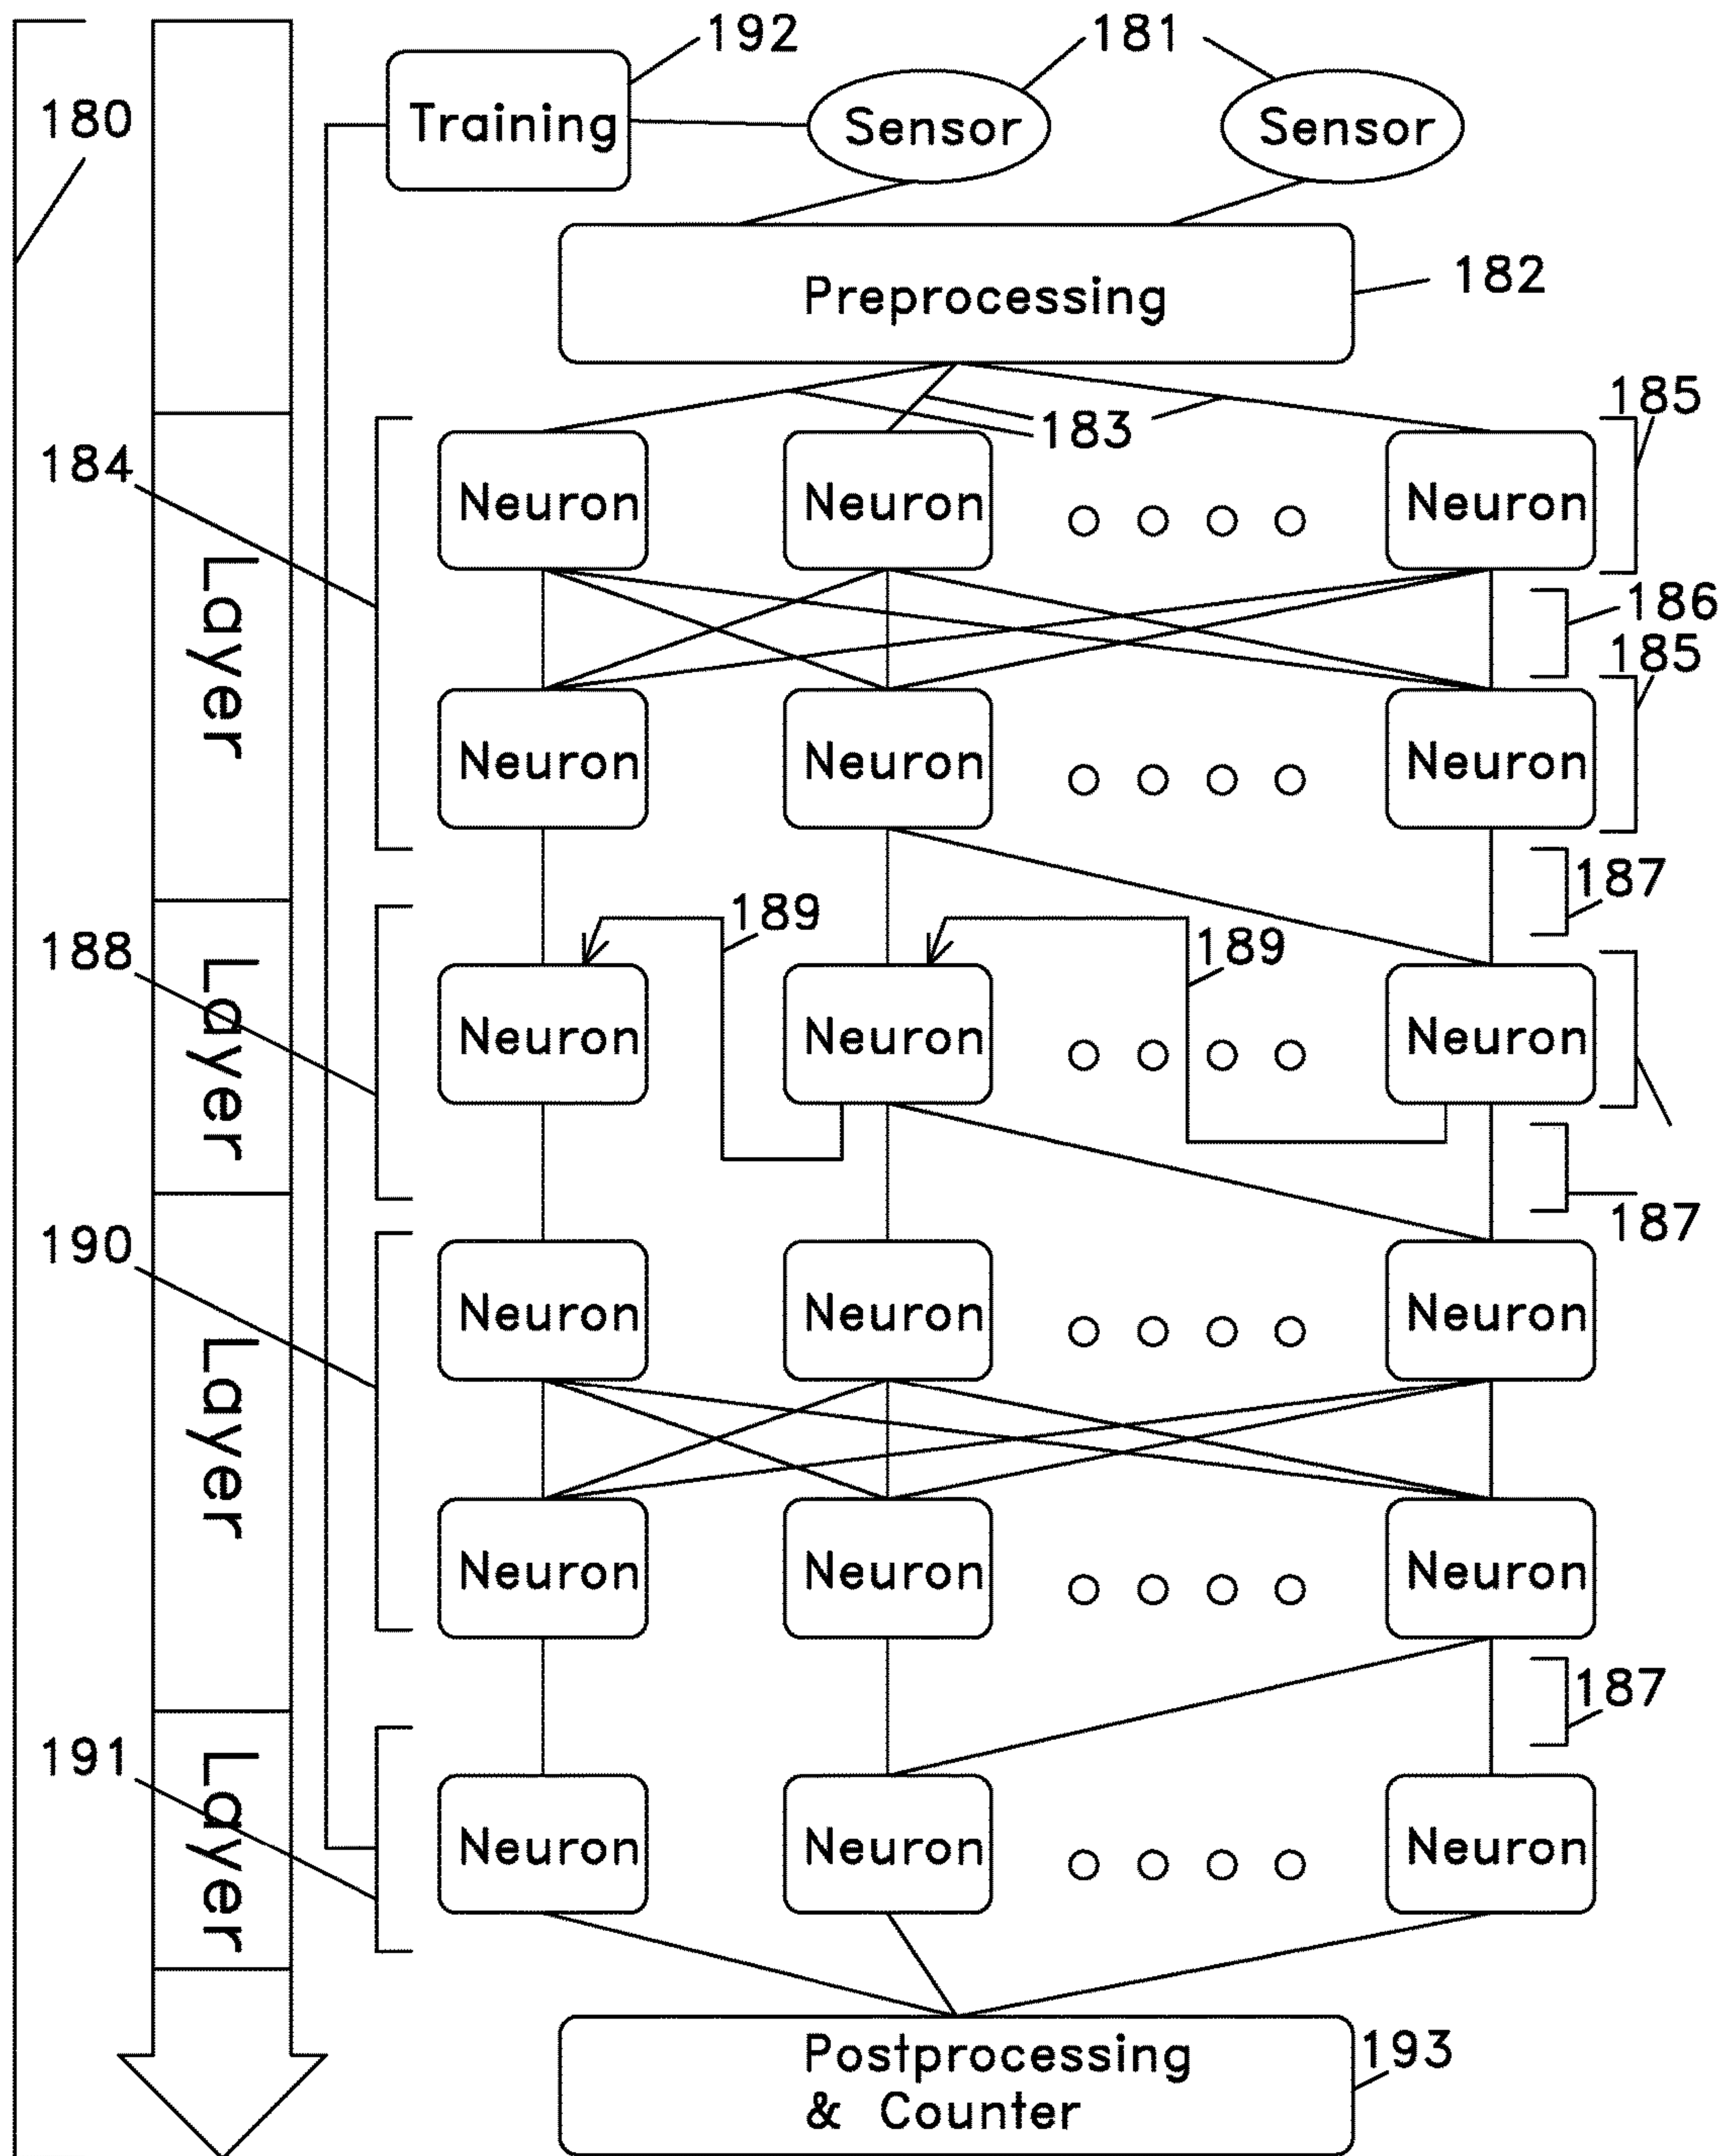 192
181
180
Training
Sensor
Sensor
182
Preprocessing
185
183
184
Neuron
Neuron
Neuron
Layer
186
185
Neuron
Neuron
Neuron
187
189
189
188
Layer
Neuron
Neuron
Neuron
187
190
Neuron
Neuron
Neuron
Layer
Neuron
Neuron
Neuron
187
191
Layer
Neuron
Neuron
Neuron
Postprocessing
& Counter
193